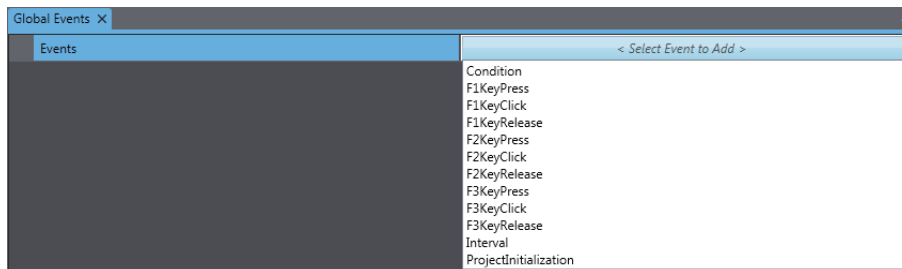 Global Events X
Events
< Select Event to Add >
Condition
F1KeyPress
F1KeyClick
F1KeyRelease
F2KeyPress
F2KeyClick
F2KeyRelease
F3KeyPress
F3KeyClick
F3KeyRelease
Interval
ProjectInitialization